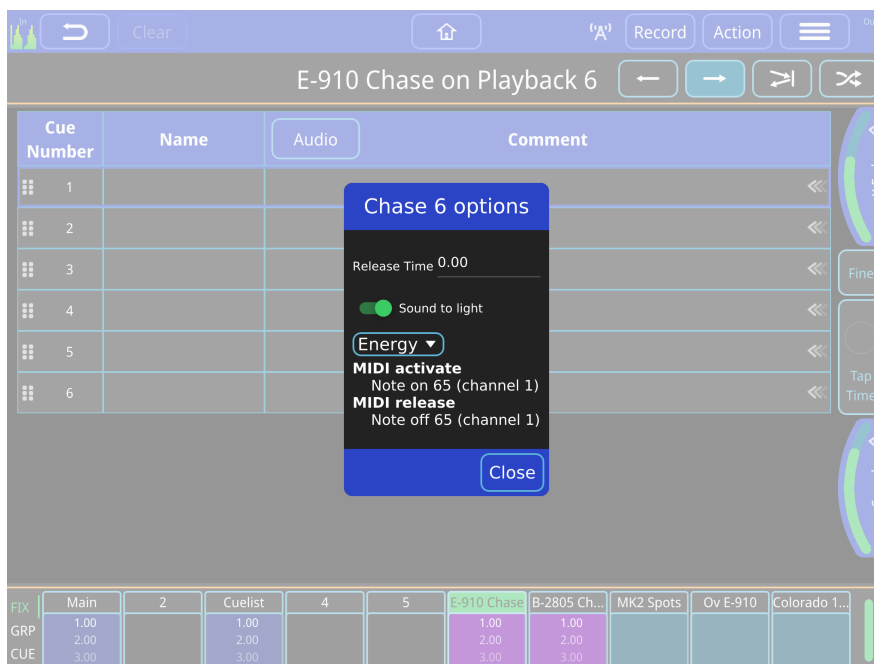 In
Clear
Record
Action
E-910 Chase on Playback 6
Cue Number
Name
Audio
Comment
1
2
3
4
5
6
Chase 6 options
Release Time 0.00
Sound to light
Energy
MIDI activate
Note on 65 (channel 1)
MIDI release
Note off 65 (channel 1)
Close
Fine
Tap
Time
FIX
GRP
CUE
Main
2
Cuelist
4
5
E-910 Chase
B-2805 Ch...
MK2 Spots
Ov E-910
Colorado 1...
1.00
1.00
1.00
1.00
2.00
2.00
2.00
2.00
3.00
3.00
3.00
3.00